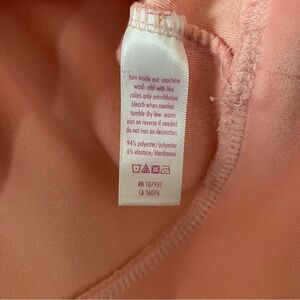 turn inside out. machine
wash cold with like
colors.only non-chlorine
bleach when needed.
tumble dry low. warm
iron on reverse if needed.
do not iron on decoration.
94% polyester/polyester
6% elastane/élasthanne
RN 107931
CA 56076